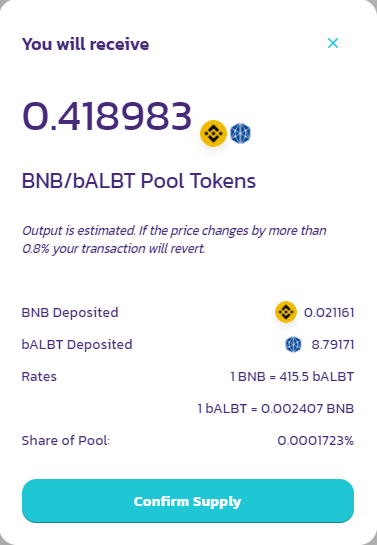 You will receive
0.418983
BNB/bALBT Pool Tokens
Output is estimated. If the price changes by more than
0.8% your transaction will revert.
BNB Deposited 0.021161
bALBT Deposited 8.79171
Rates 1 BNB = 415.5 bALBT
1 bALBT = 0.002407 BNB
Share of Pool: 0.0001723%
Confirm Supply